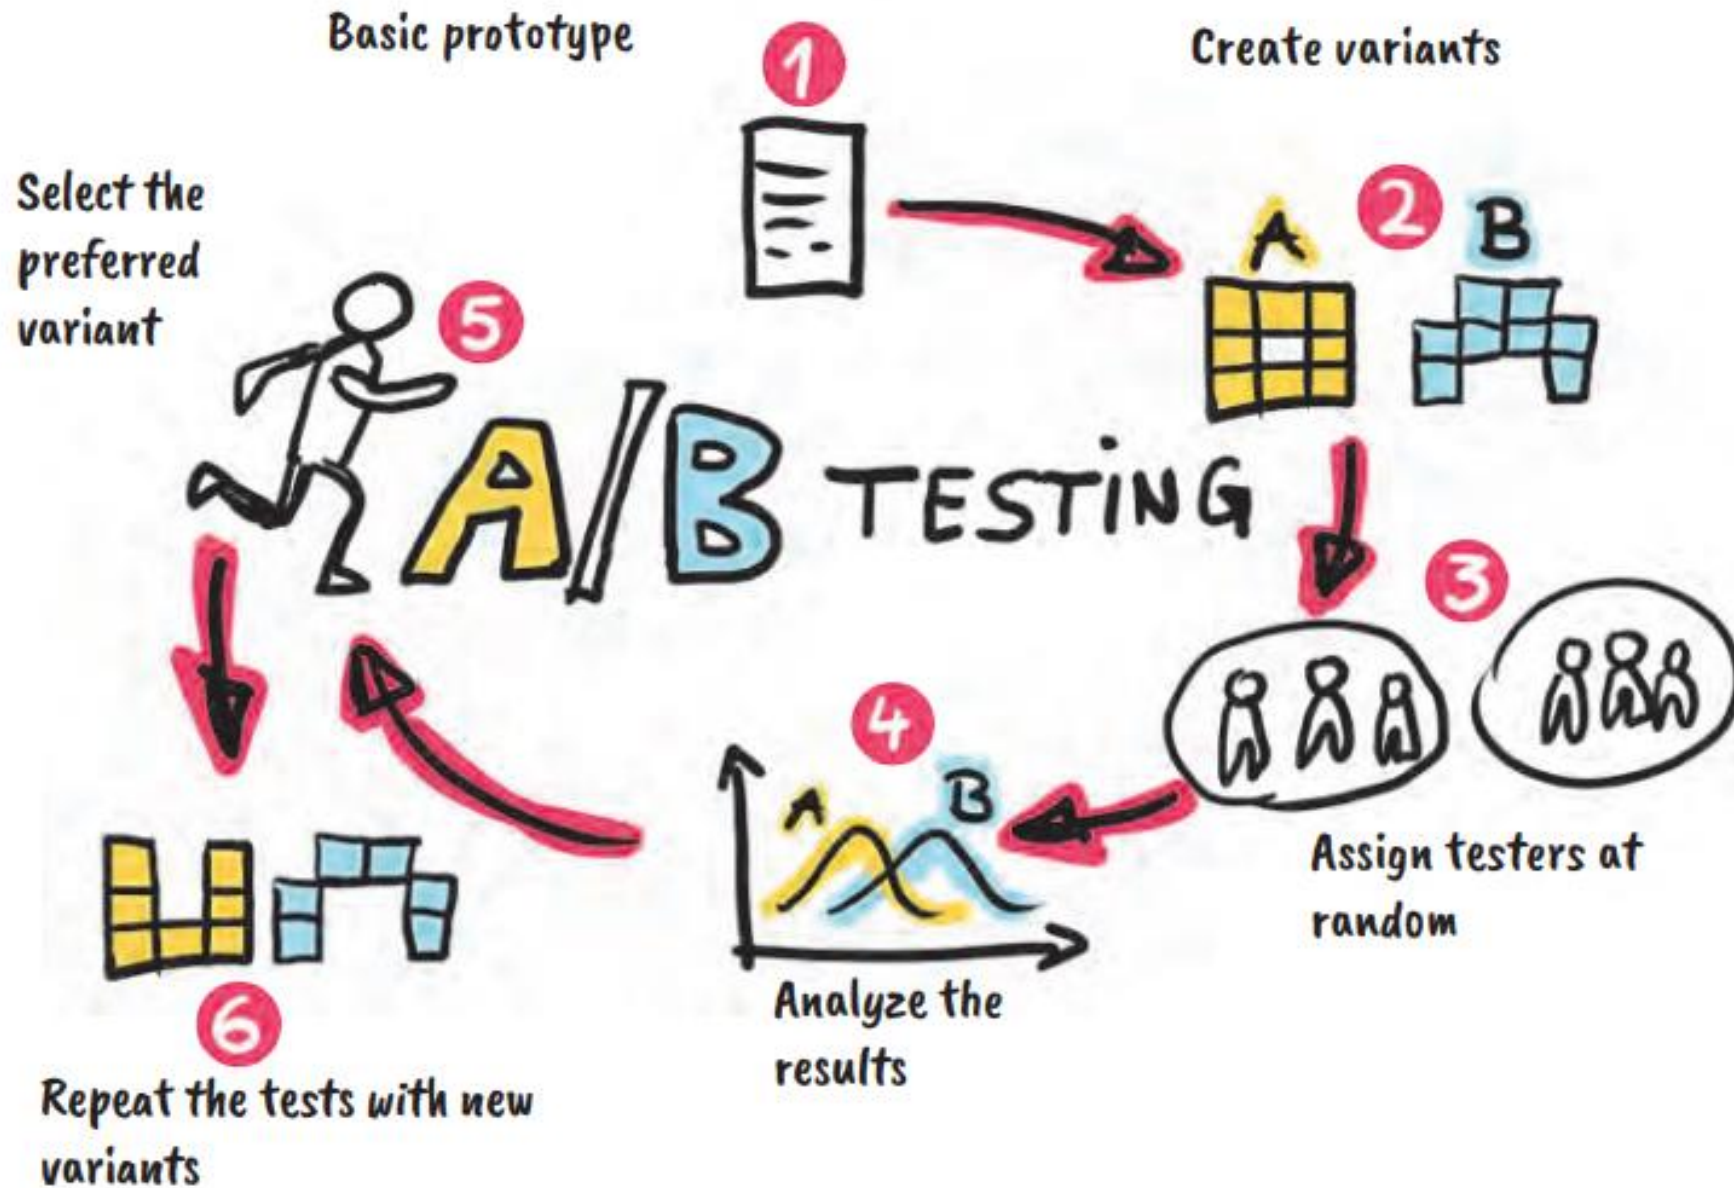 Basic prototype
1
Create variants
A 2 B
Select the
preferred
variant
5
A/B TESTING
3
4
A B
Assign testers at
random
Analyze the
results
6
Repeat the tests with new
variants